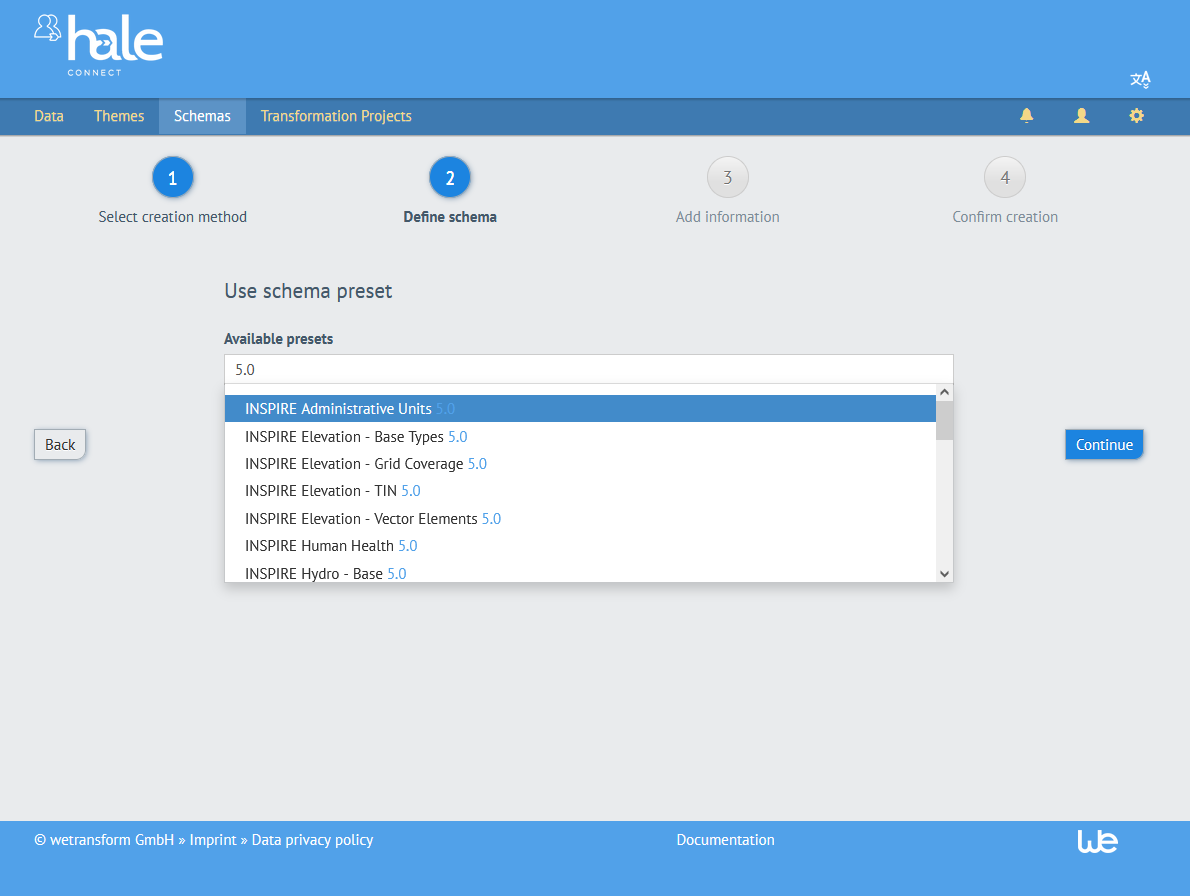 hale
CONNECT
文A
Data Themes Schemas Transformation Projects
1 2 3 4
Select creation method Define schema Add information Confirm creation
Use schema preset
Available presets
5.0
INSPIRE Administrative Units 5.0
INSPIRE Elevation - Base Types 5.0
Back
Continue
INSPIRE Elevation - Grid Coverage 5.0
INSPIRE Elevation - TIN 5.0
INSPIRE Elevation - Vector Elements 5.0
INSPIRE Human Health 5.0
INSPIRE Hydro - Base 5.0
© wetransform GmbH » Imprint » Data privacy policy Documentation we